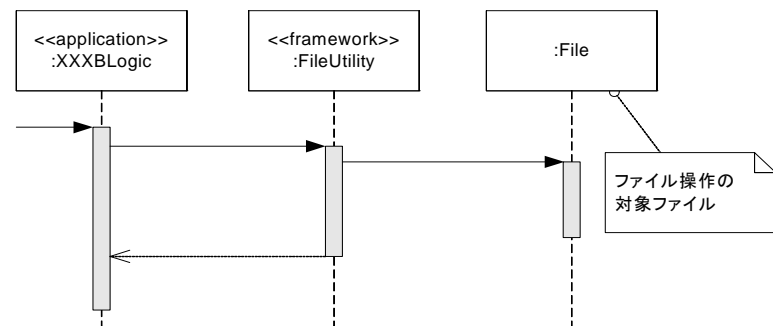 <<application>>
:XXXBLogic
<<framework>>
:FileUtility
:File
ファイル操作の
対象ファイル